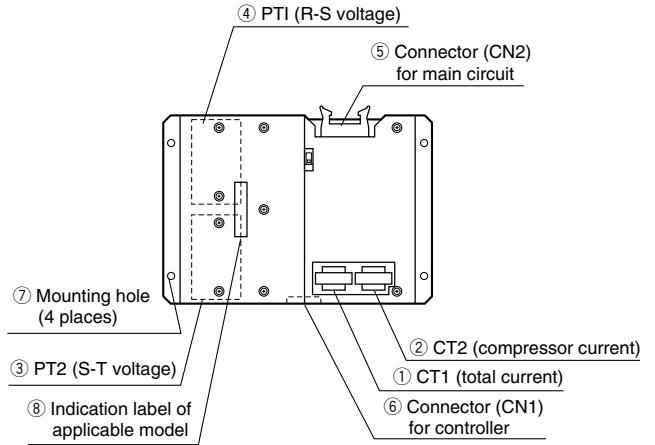 ④ PTI (R-S voltage)
⑤ Connector (CN2)
for main circuit
⑦ Mounting hole
(4 places)
② CT2 (compressor current)
③ PT2 (S-T voltage)
① CT1 (total current)
⑧ Indication label of
applicable model
⑥ Connector (CN1)
for controller